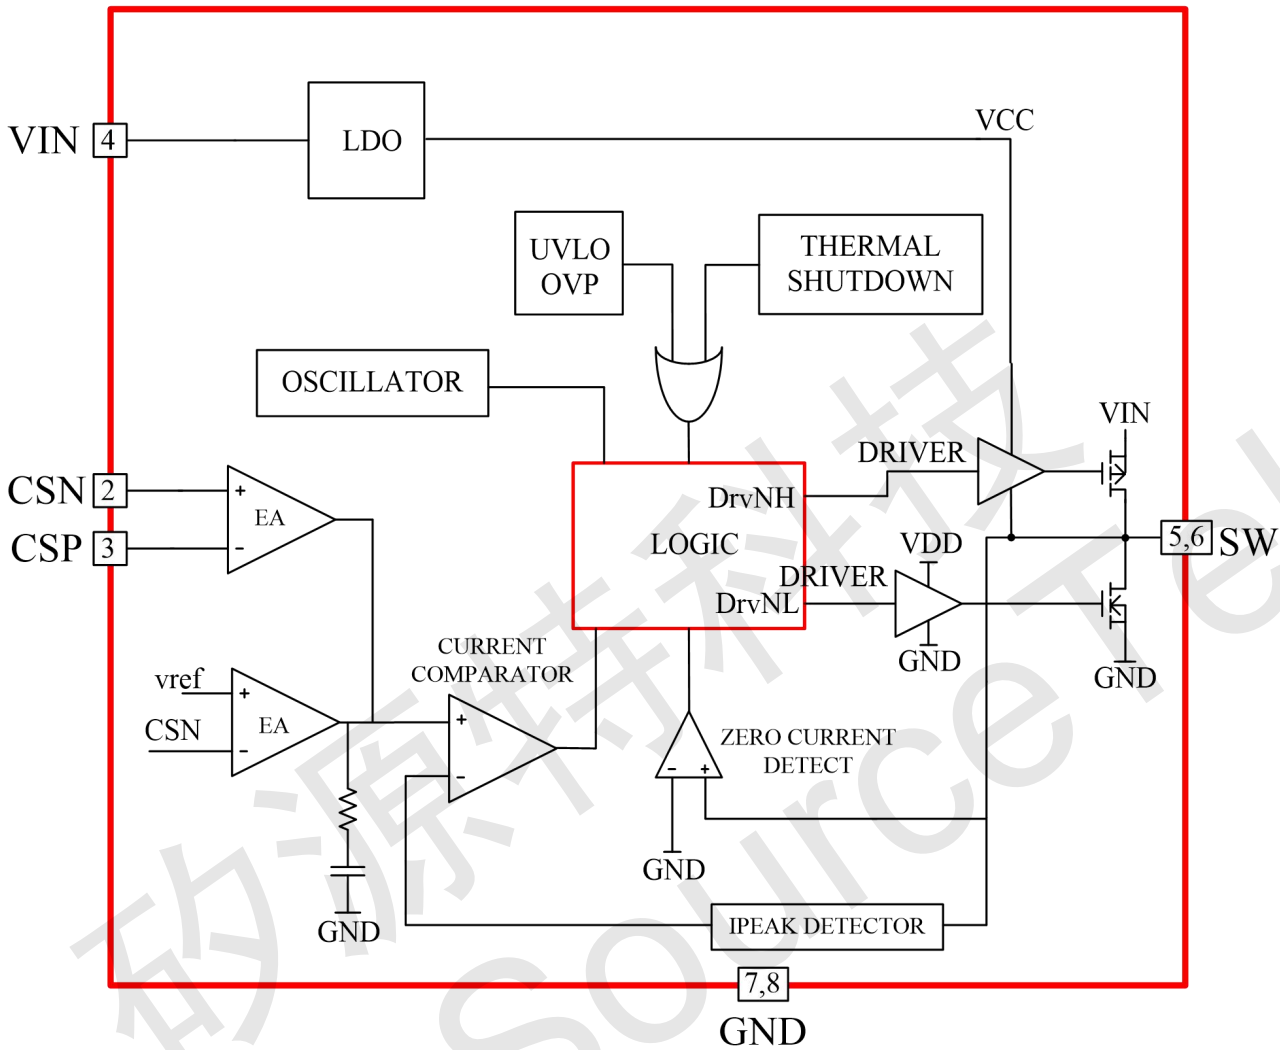 VCC
VIN 4
LDO
UVLO
OVP
THERMAL
SHUTDOWN
OSCILLATOR
VIN
DRIVER
CSN 2
+
EA
-
CSP 3
DrvNH
LOGIC
VDD
5,6 SW
DRIVER
DrvNL
GND
GND
CURRENT
COMPARATOR
vref
+
EA
CSN
-
+
-
ZERO CURRENT
DETECT
- +
GND
GND
IPEAK DETECTOR
7,8
GND
矽源特科技
Source Te